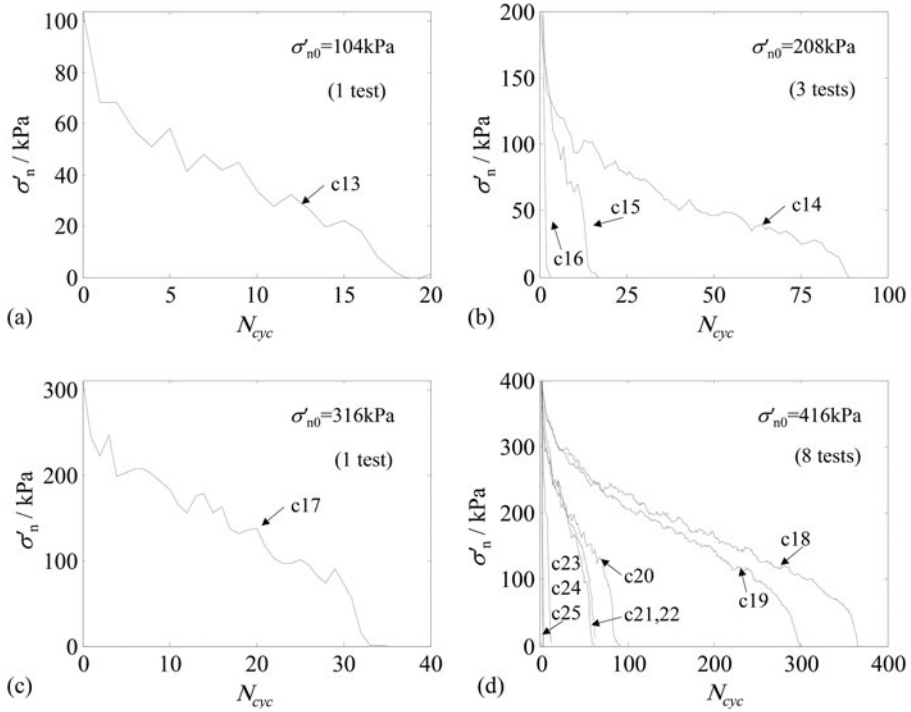 100
80
60
40
20
0
σ'n / kPa
σ'n0=104kPa
(1 test)
c13
0 5 10 15 20
(a)
Ncyc
200
150
100
50
0
σ'n / kPa
σ'n0=208kPa
(3 tests)
c15
c14
c16
0 25 50 75 100
(b)
Ncyc
300
200
100
0
σ'n / kPa
σ'n0=316kPa
(1 test)
c17
0 10 20 30 40
(c)
Ncyc
400
300
200
100
0
σ'n / kPa
σ'n0=416kPa
(8 tests)
c18
c23
c20
c24
c19
c25
c21,22
0 100 200 300 400
(d)
Ncyc